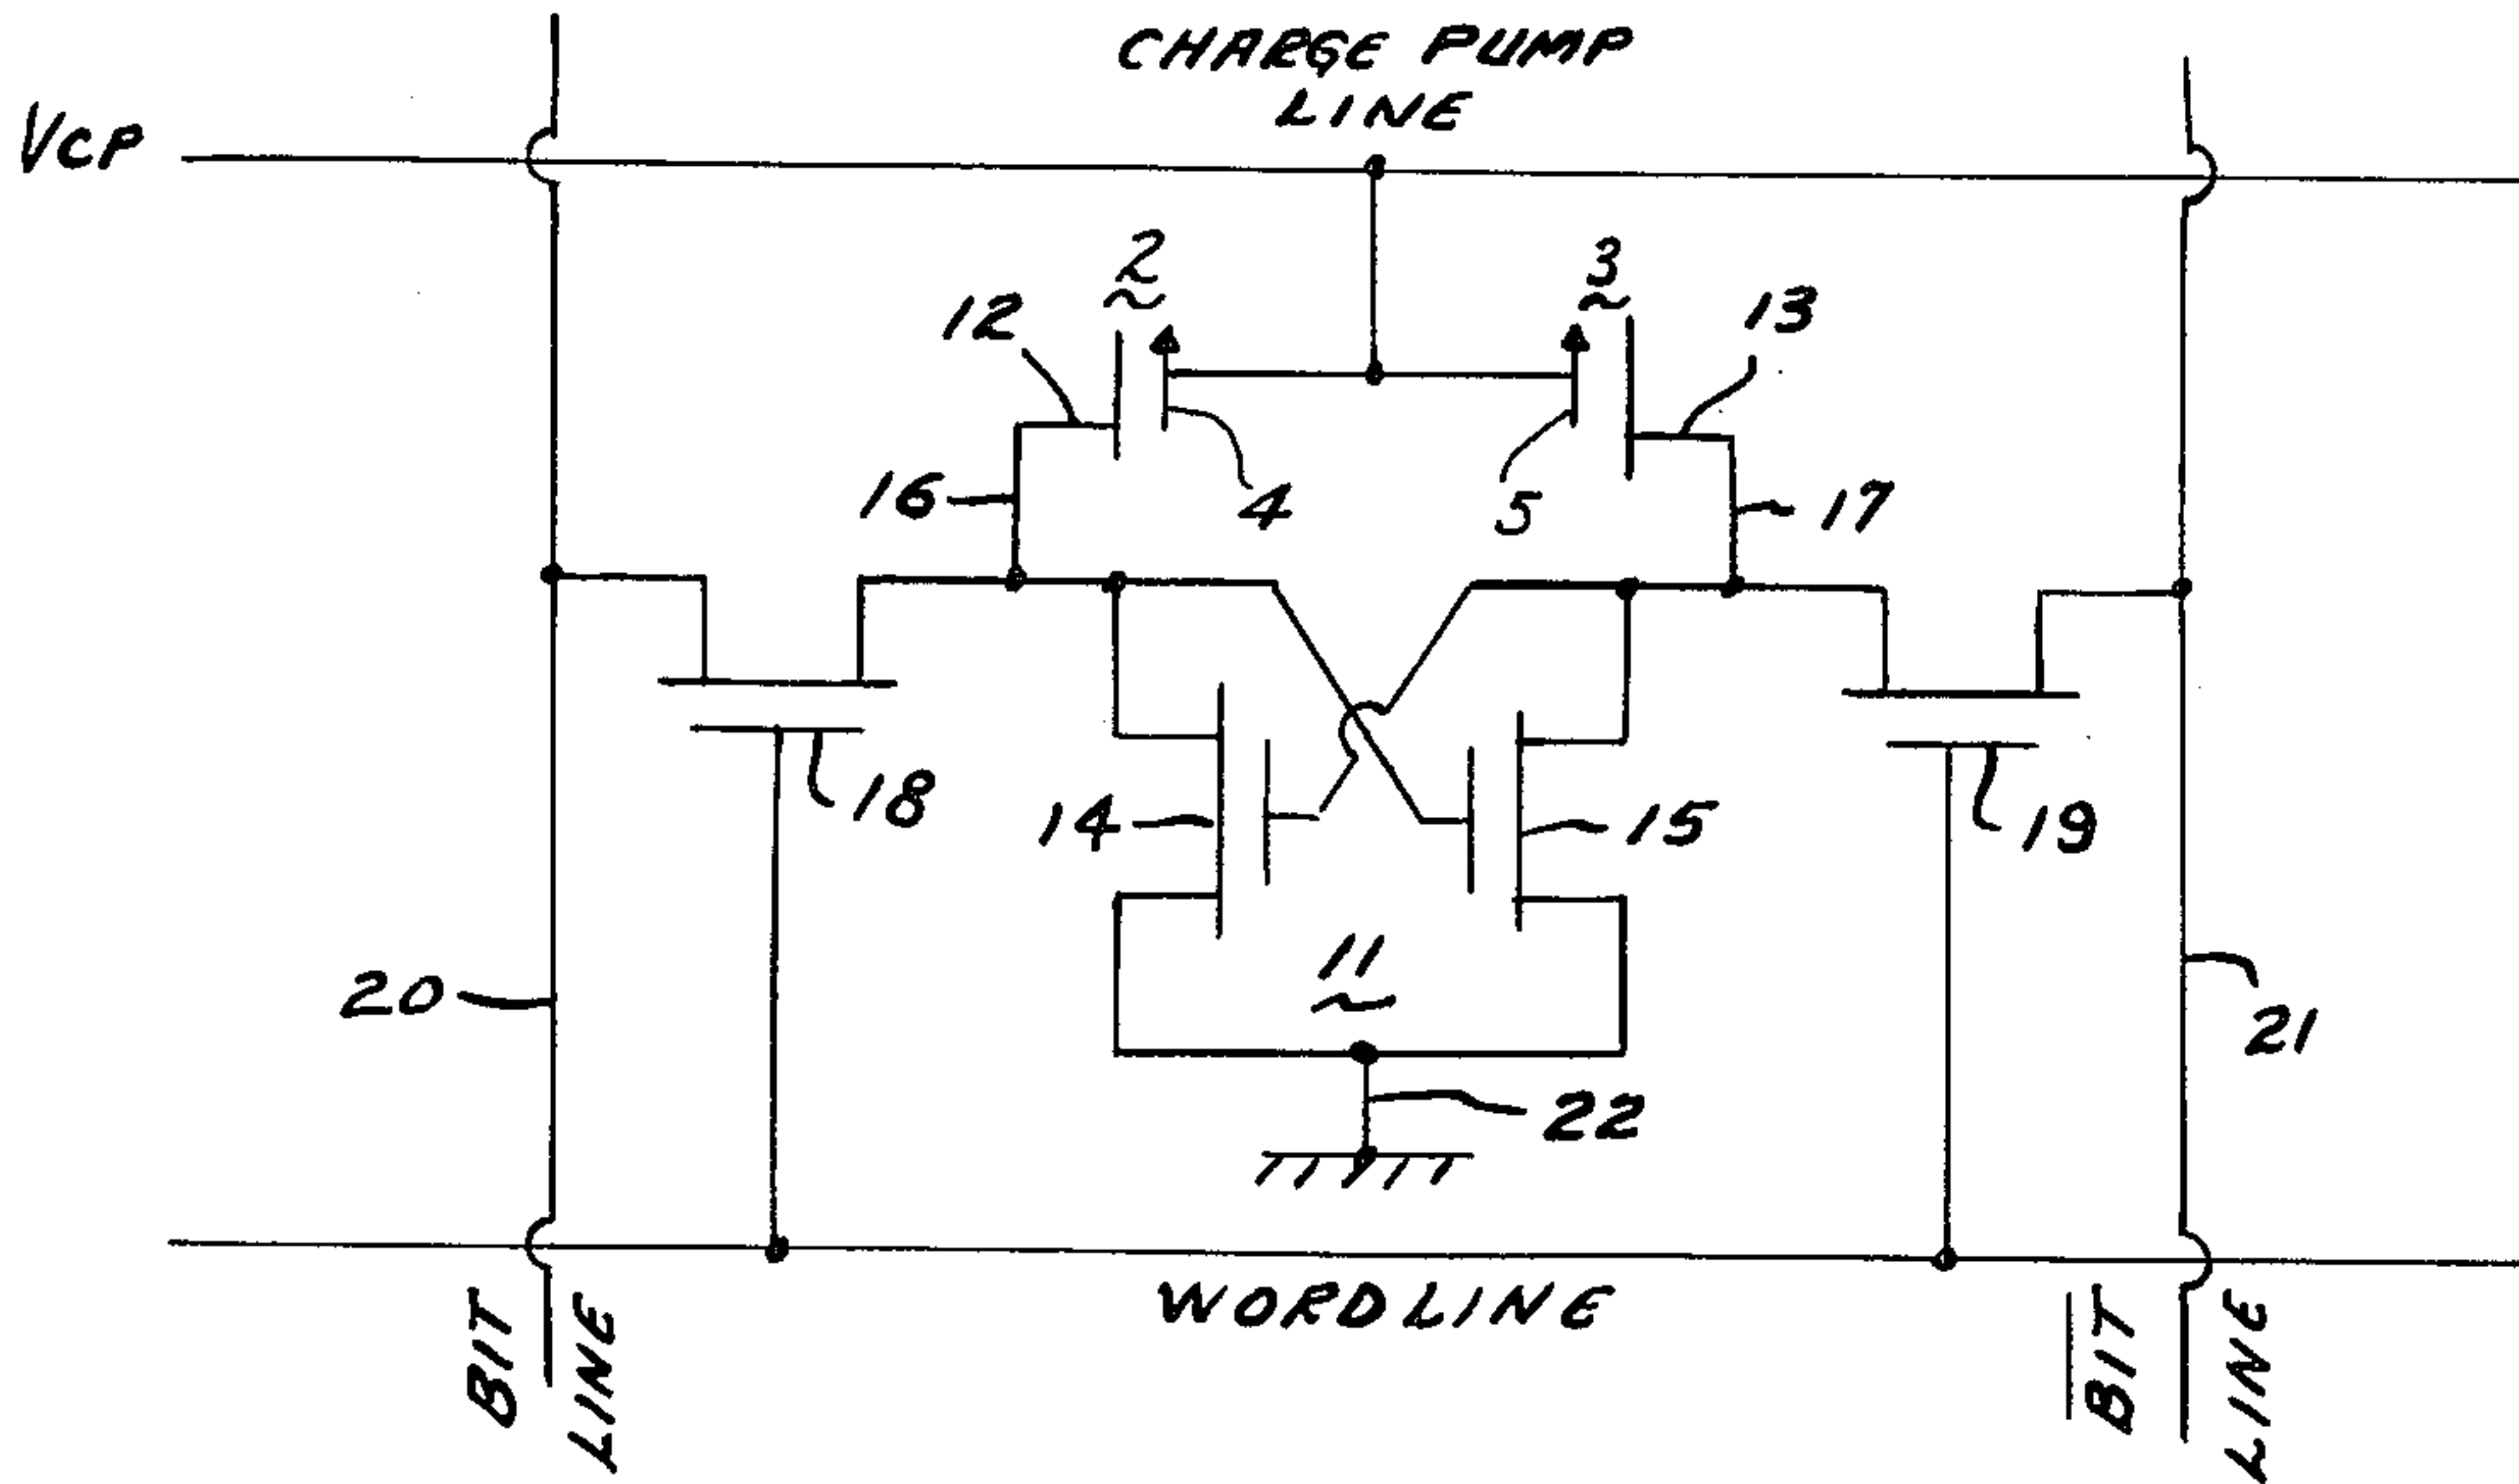 CHARGE PUMP
LINE
VCP
2
3
12
13
16
4
5
17
18
14
15
19
11
20
21
22
WORDLINE
BIT
LINE
BIT
LINE